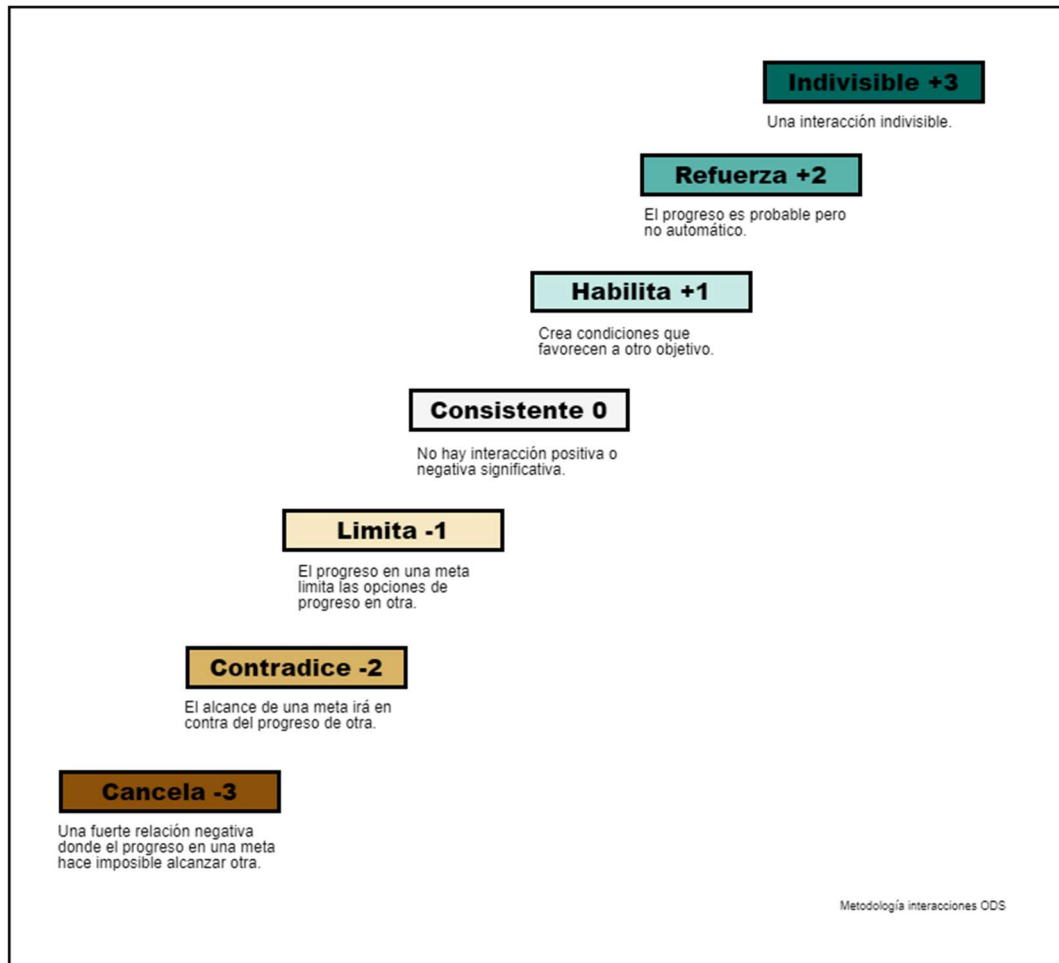 Indivisible +3
Una interacción indivisible.
Refuerza +2
El progreso es probable pero
no automático.
Habilita +1
Crea condiciones que
favorecen a otro objetivo.
Consistente 0
No hay interacción positiva o
negativa significativa.
Limita -1
El progreso en una meta
limita las opciones de
progreso en otra.
Contradice -2
El alcance de una meta irá en
contra del progreso de otra.
Cancela -3
Una fuerte relación negativa
donde el progreso en una meta
hace imposible alcanzar otra.
Metodología interacciones ODS